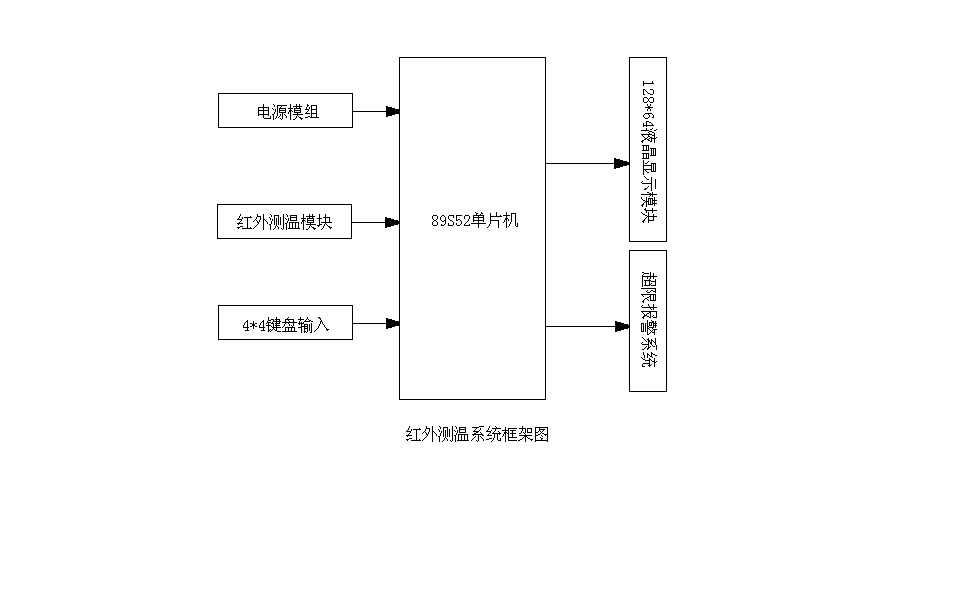 电源模组
红外测温模块
4*4键盘输入
89S52单片机
128*64液晶显示模块
超限报警系统
红外测温系统框架图